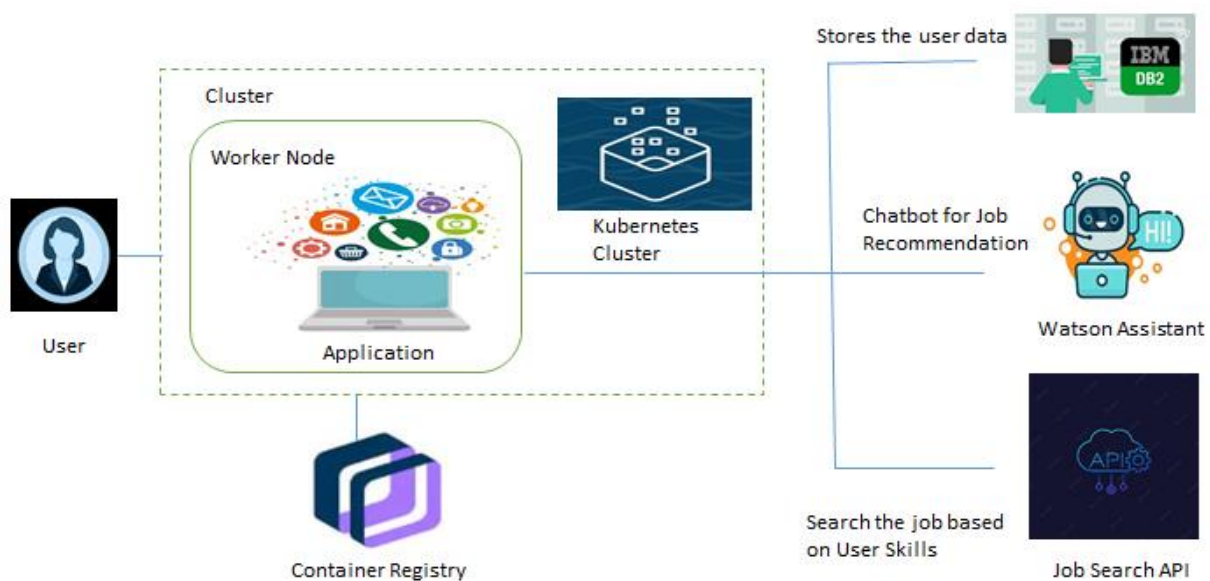 Stores the user data
IBM
DB2
Cluster
Worker Node
Kubernetes
Cluster
Chatbot for Job
Recommendation
HI!
User
Application
Watson Assistant
API
Search the job based
on User Skills
Container Registry
Job Search API